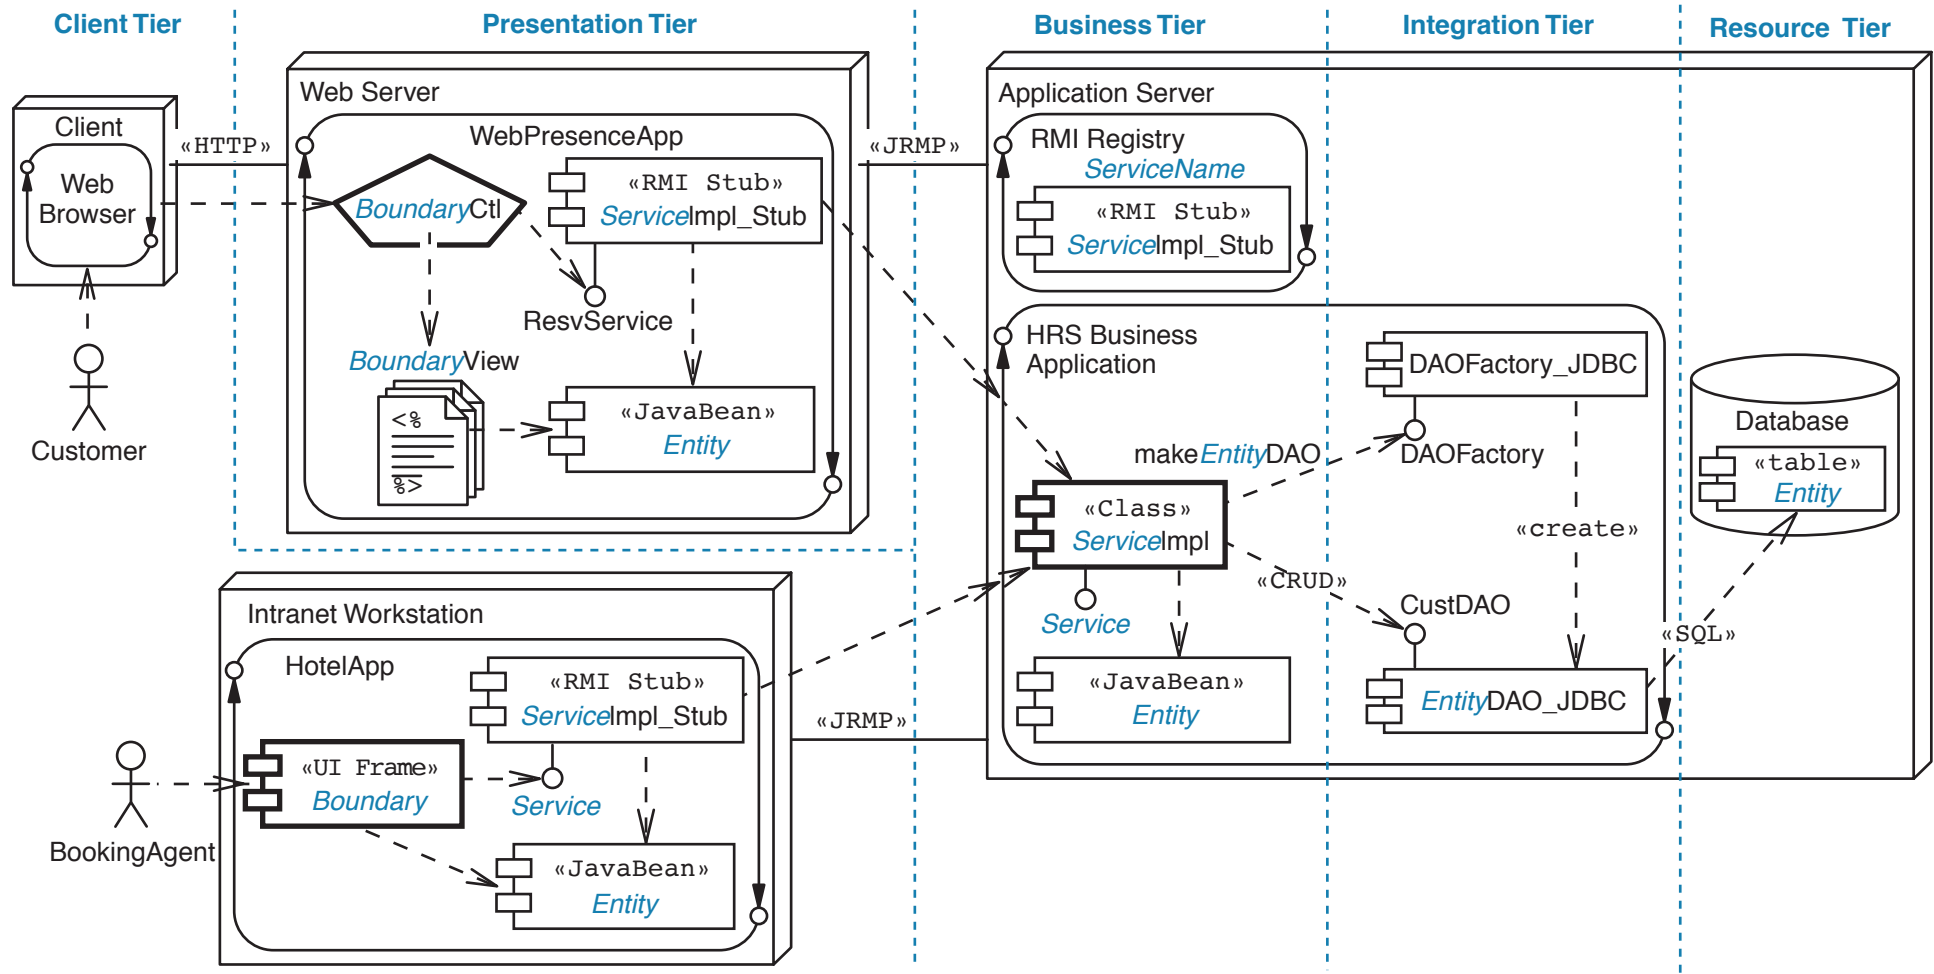 Client Tier
Presentation Tier
Business Tier
Integration Tier
Resource Tier
Client
Web
Browser
«HTTP»
Customer
Web Server
WebPresenceApp
BoundaryCtl
«RMI Stub»
ServiceImpl_Stub
ResvService
BoundaryView
<%
%>
«JavaBean»
Entity
«JRMP»
Application Server
RMI Registry
ServiceName
«RMI Stub»
ServiceImpl_Stub
HRS Business
Application
makeEntityDAO
«Class»
ServiceImpl
Service
«JavaBean»
Entity
DAOFactory_JDBC
DAOFactory
«create»
«CRUD»
CustDAO
EntityDAO_JDBC
«SQL»
Database
«table»
Entity
Intranet Workstation
HotelApp
«RMI Stub»
ServiceImpl_Stub
«JRMP»
«UI Frame»
Boundary
Service
BookingAgent
«JavaBean»
Entity